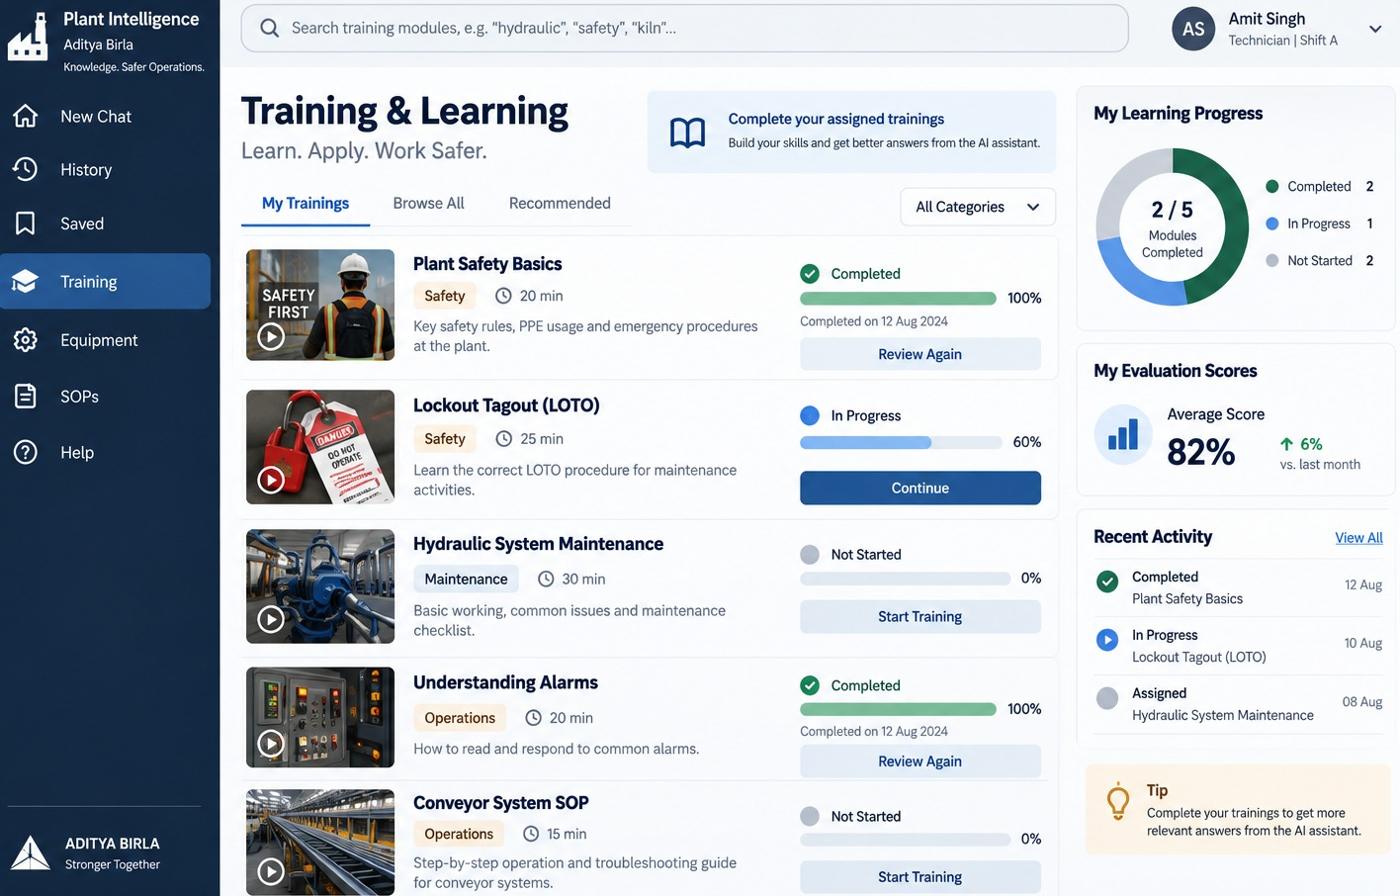 Plant Intelligence
Aditya Birla
Knowledge. Safer Operations.
New Chat
History
Saved
Training
Equipment
SOPs
Help
ADITYA BIRLA
Stronger Together
Search training modules, e.g. “hydraulic”, “safety”, “kiln”...
AS
Amit Singh
Technician | Shift A
Training & Learning
Learn. Apply. Work Safer.
Complete your assigned trainings
Build your skills and get better answers from the AI assistant.
My Trainings
Browse All
Recommended
All Categories
SAFETY
FIRST
Plant Safety Basics
Safety
20 min
Key safety rules, PPE usage and emergency procedures
at the plant.
Completed
100%
Completed on 12 Aug 2024
Review Again
DANGER
DO NOT
OPERATE
Lockout Tagout (LOTO)
Safety
25 min
Learn the correct LOTO procedure for maintenance
activities.
In Progress
60%
Continue
Hydraulic System Maintenance
Maintenance
30 min
Basic working, common issues and maintenance
checklist.
Not Started
0%
Start Training
Understanding Alarms
Operations
20 min
How to read and respond to common alarms.
Completed
100%
Completed on 12 Aug 2024
Review Again
Conveyor System SOP
Operations
15 min
Step-by-step operation and troubleshooting guide
for conveyor systems.
Not Started
0%
Start Training
My Learning Progress
2 / 5
Modules
Completed
Completed 2
In Progress 1
Not Started 2
My Evaluation Scores
Average Score
82%
6%
vs. last month
Recent Activity
View All
Completed
Plant Safety Basics
12 Aug
In Progress
Lockout Tagout (LOTO)
10 Aug
Assigned
Hydraulic System Maintenance
08 Aug
Tip
Complete your trainings to get more
relevant answers from the AI assistant.